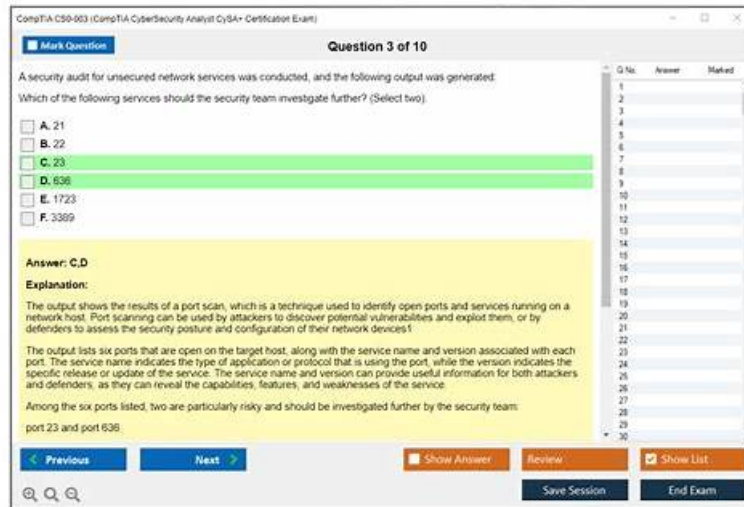 CompTIA CS0-003 (CompTIA CyberSecurity Analyst CySA+ Certification Exam)
Mark Question
Question 3 of 10
A security audit for unsecured network services was conducted, and the following output was generated:
Which of the following services should the security team investigate further? (Select two).
A. 21
B. 22
C. 23
D. 636
E. 1723
F. 3389
Answer: C,D
Explanation:
The output shows the results of a port scan, which is a technique used to identify open ports and services running on a
network host. Port scanning can be used by attackers to discover potential vulnerabilities and exploit them, or by
defenders to assess the security posture and configuration of their network devices1
The output lists six ports that are open on the target host, along with the service name and version associated with each
port. The service name indicates the type of application or protocol that is using the port, while the version indicates the
specific release or update of the service. The service name and version can provide useful information for both attackers
and defenders, as they can reveal the capabilities, features, and weaknesses of the service.
Among the six ports listed, two are particularly risky and should be investigated further by the security team:
port 23 and port 636.
Q No. Answer Marked
1
2
3
4
5
6
7
8
9
10
11
12
13
14
15
16
17
18
19
20
21
22
23
24
25
26
27
28
29
30
Previous
Next
Show Answer
Review
Show List
Save Session
End Exam